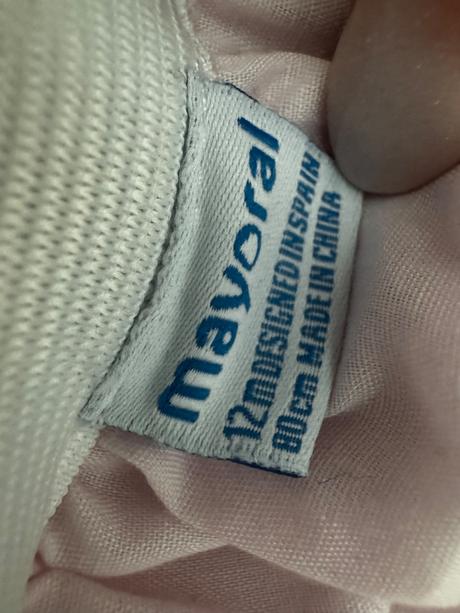 mayoral
12m DESIGNED IN SPAIN
80cm MADE IN CHINA